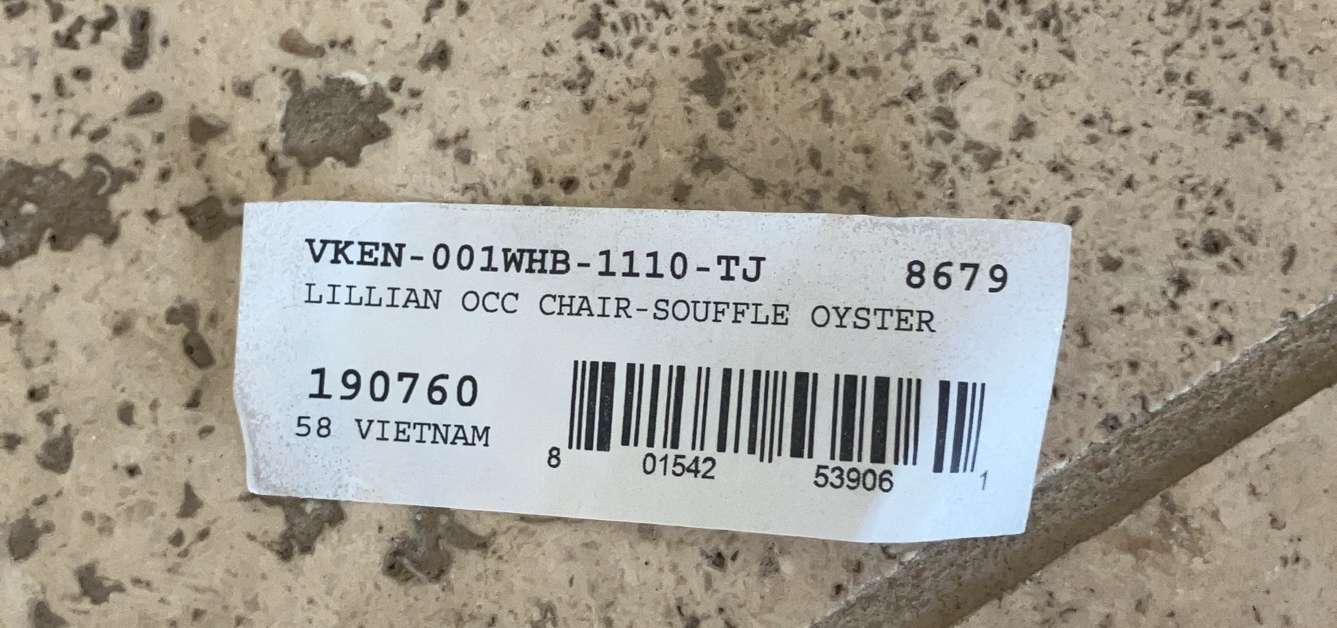 VKEN-001WHB-1110-TJ 8679
LILLIAN OCC CHAIR-SOUFFLE OYSTER
190760
58 VIETNAM
8 01542 53906 1